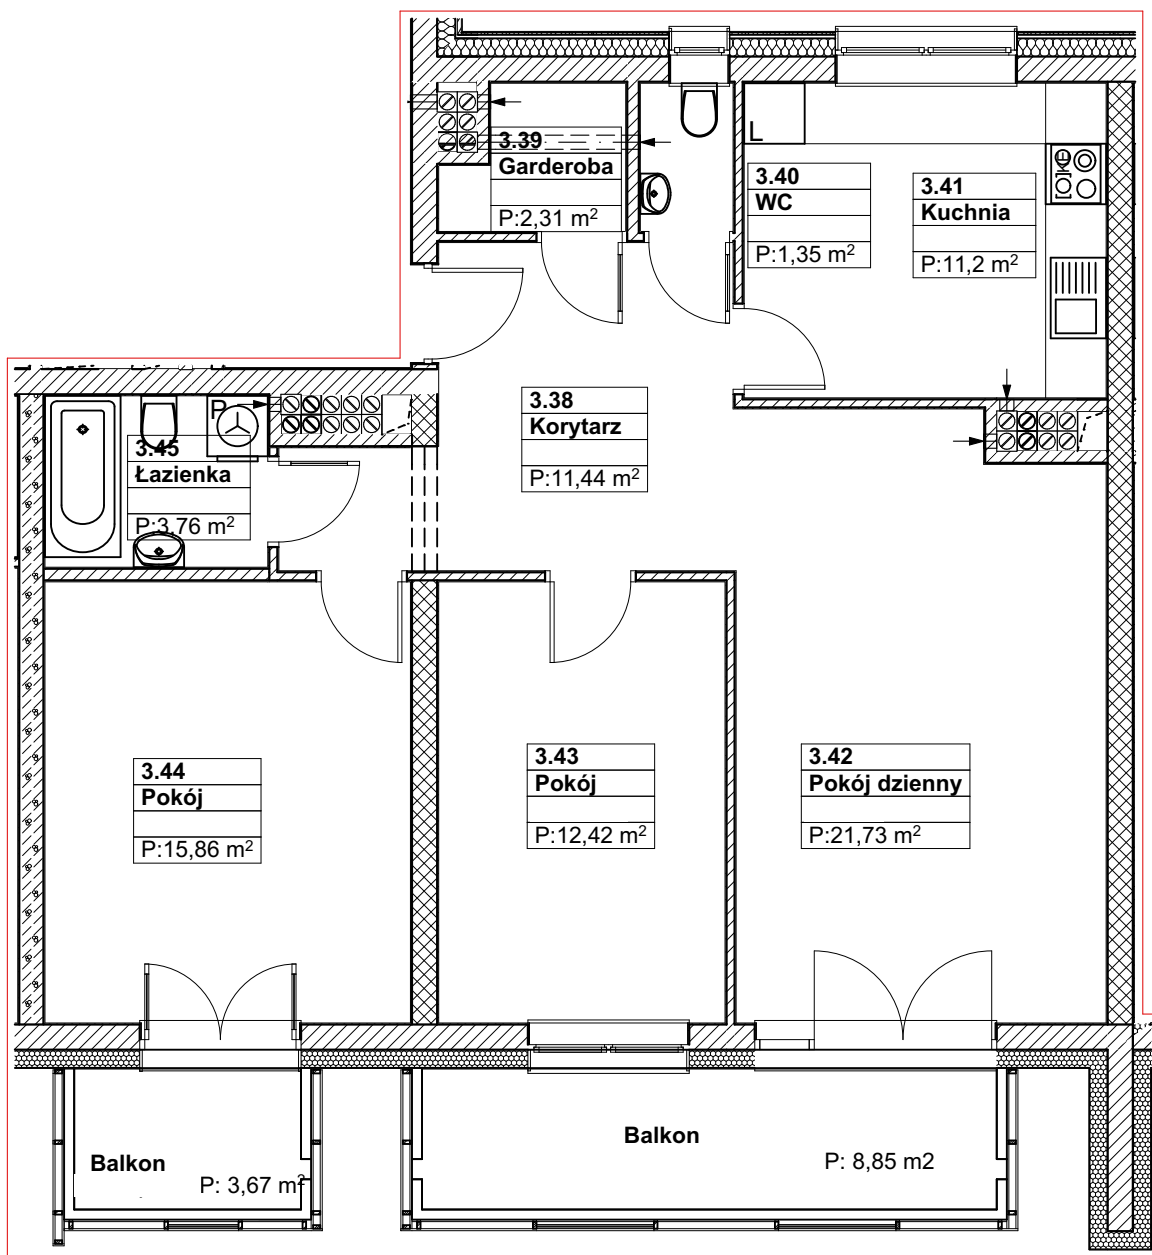 3.39
Garderoba
P:2,31 m²
L
3.40
WC
P:1,35 m²
3.41
Kuchnia
P:11,2 m²
3.38
Korytarz
P:11,44 m²
P
3.45
Łazienka
P:3,76 m²
3.44
Pokój
P:15,86 m²
3.43
Pokój
P:12,42 m²
3.42
Pokój dzienny
P:21,73 m²
Balkon
P: 3,67 m²
Balkon
P: 8,85 m2